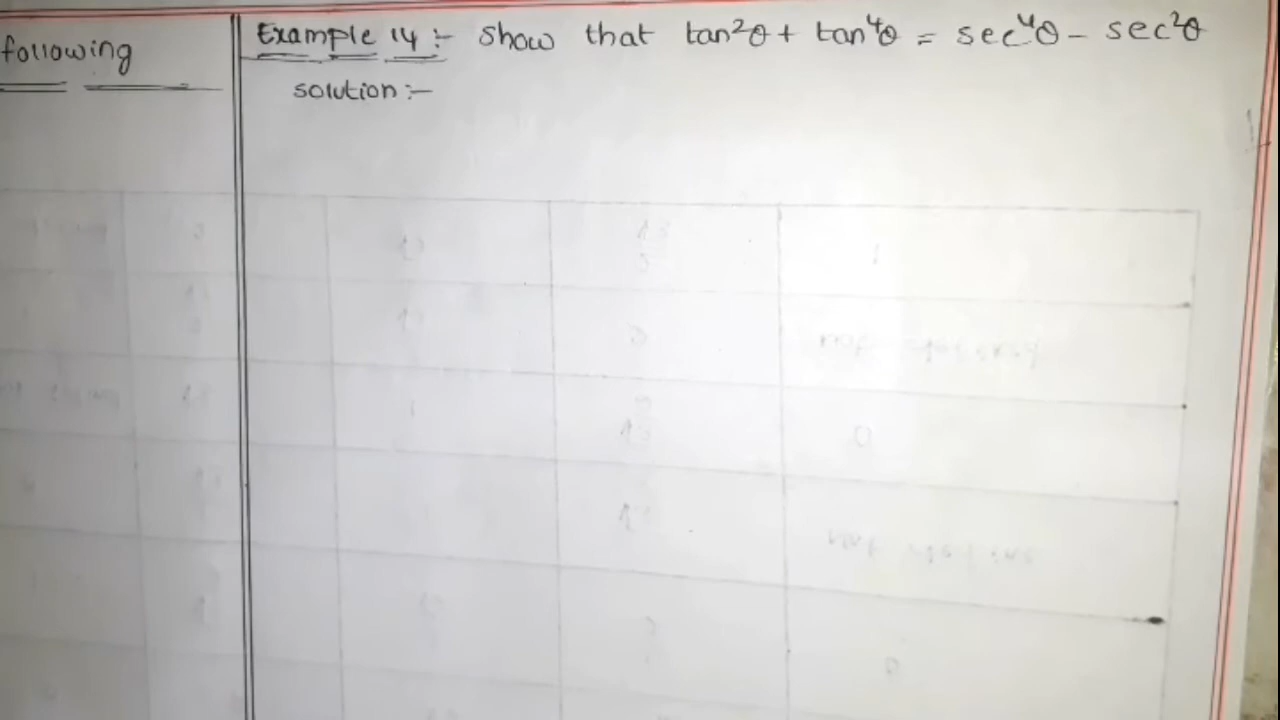 following
Example 14 :- show that tan²θ + tan⁴θ = sec⁴θ - sec²θ
solution :-